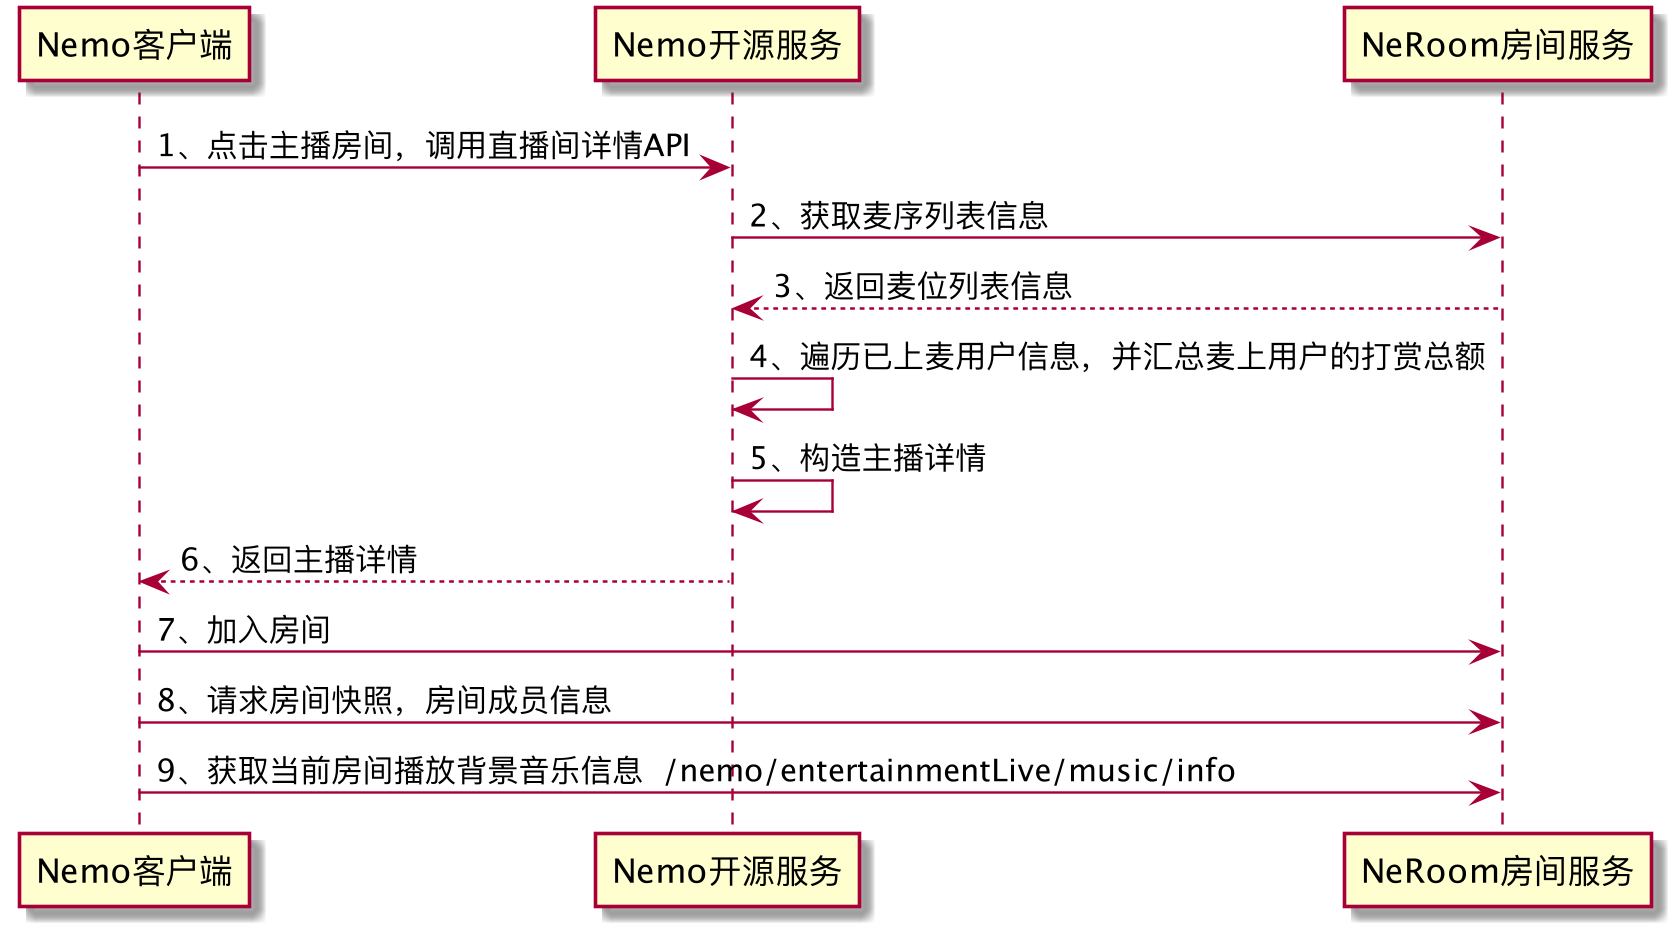 Nemo客户端
Nemo开源服务
NeRoom房间服务
1、点击主播房间，调用直播间详情API
2、获取麦序列表信息
3、返回麦位列表信息
4、遍历已上麦用户信息，并汇总麦上用户的打赏总额
5、构造主播详情
6、返回主播详情
7、加入房间
8、请求房间快照，房间成员信息
9、获取当前房间播放背景音乐信息 /nemo/entertainmentLive/music/info
Nemo客户端
Nemo开源服务
NeRoom房间服务